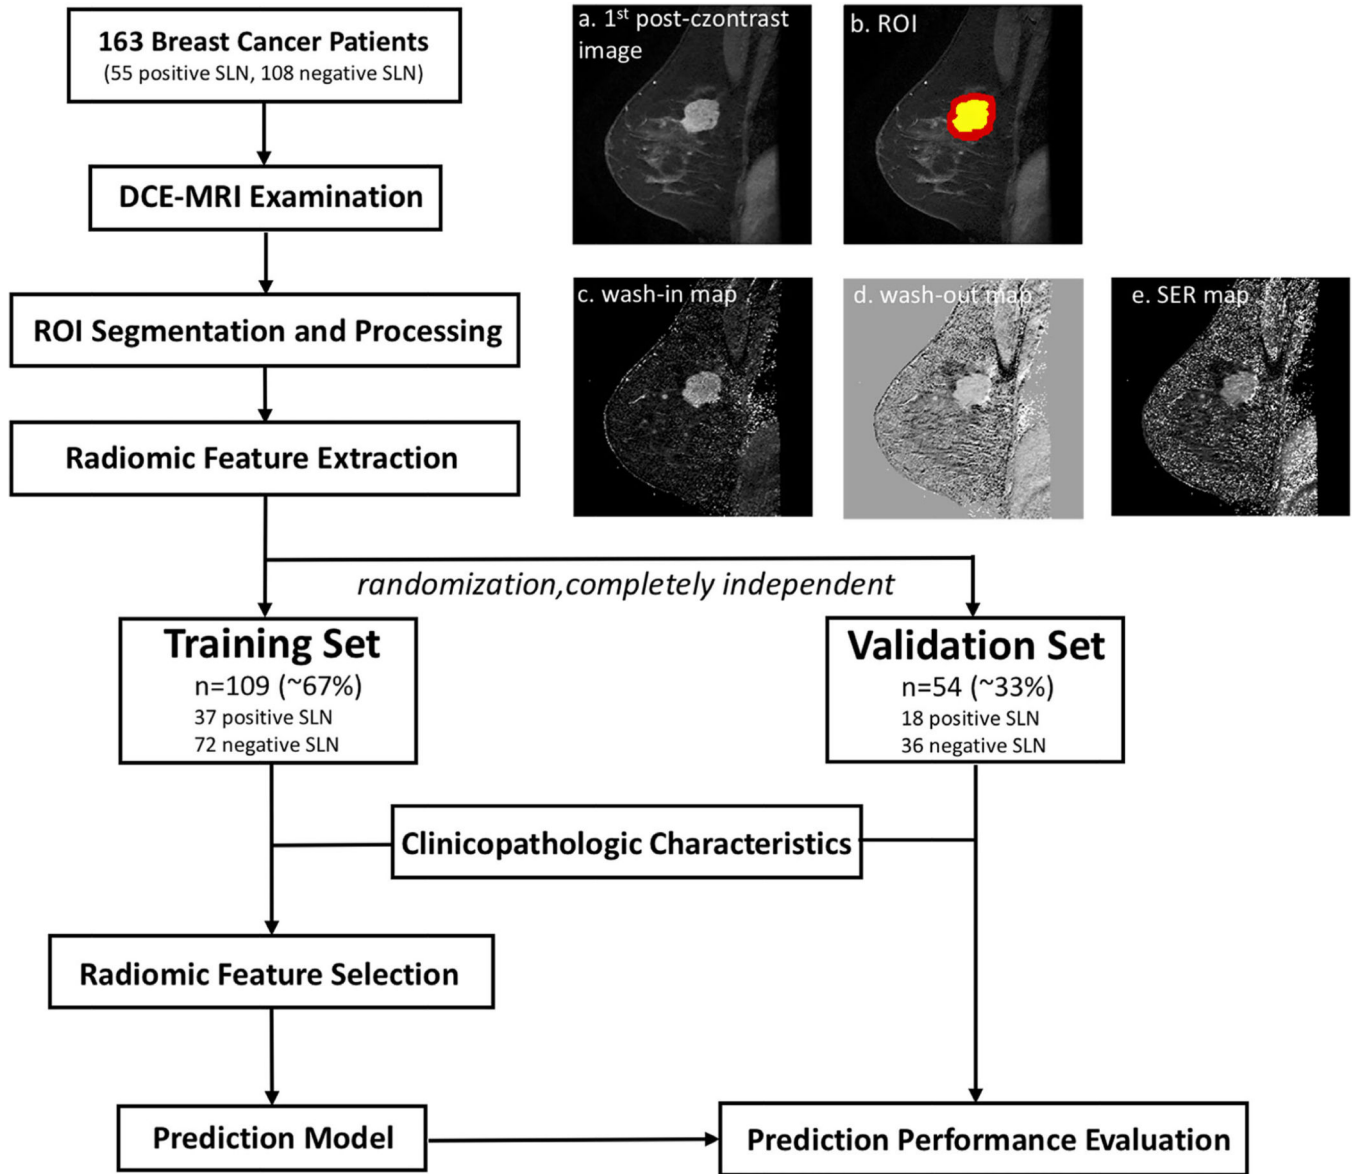 163 Breast Cancer Patients
(55 positive SLN, 108 negative SLN)
DCE-MRI Examination
ROI Segmentation and Processing
Radiomic Feature Extraction
a. 1st post-czontrast
image
b. ROI
c. wash-in map
d. wash-out map
e. SER map
randomization,completely independent
Training Set
n=109 (~67%)
37 positive SLN
72 negative SLN
Validation Set
n=54 (~33%)
18 positive SLN
36 negative SLN
Clinicopathologic Characteristics
Radiomic Feature Selection
Prediction Model
Prediction Performance Evaluation